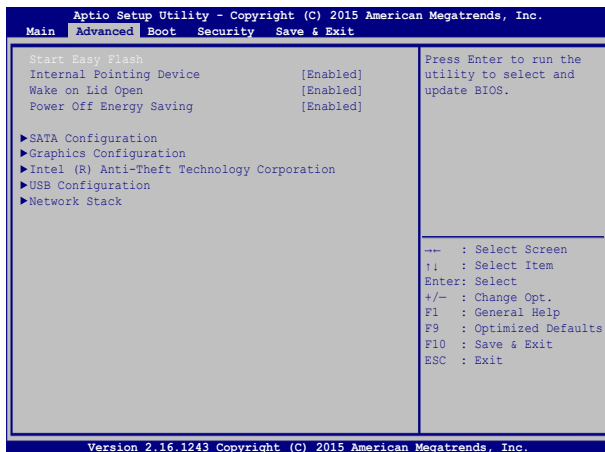 Aptio Setup Utility - Copyright (C) 2015 American Megatrends, Inc.
Main Advanced Boot Security Save & Exit
Start Easy Flash
Internal Pointing Device [Enabled]
Wake on Lid Open [Enabled]
Power Off Energy Saving [Enabled]
▶SATA Configuration
▶Graphics Configuration
▶Intel (R) Anti-Theft Technology Corporation
▶USB Configuration
▶Network Stack
Press Enter to run the
utility to select and
update BIOS.
→← : Select Screen
↑↓ : Select Item
Enter: Select
+/— : Change Opt.
F1 : General Help
F9 : Optimized Defaults
F10 : Save & Exit
ESC : Exit
Version 2.16.1243 Copyright (C) 2015 American Megatrends, Inc.